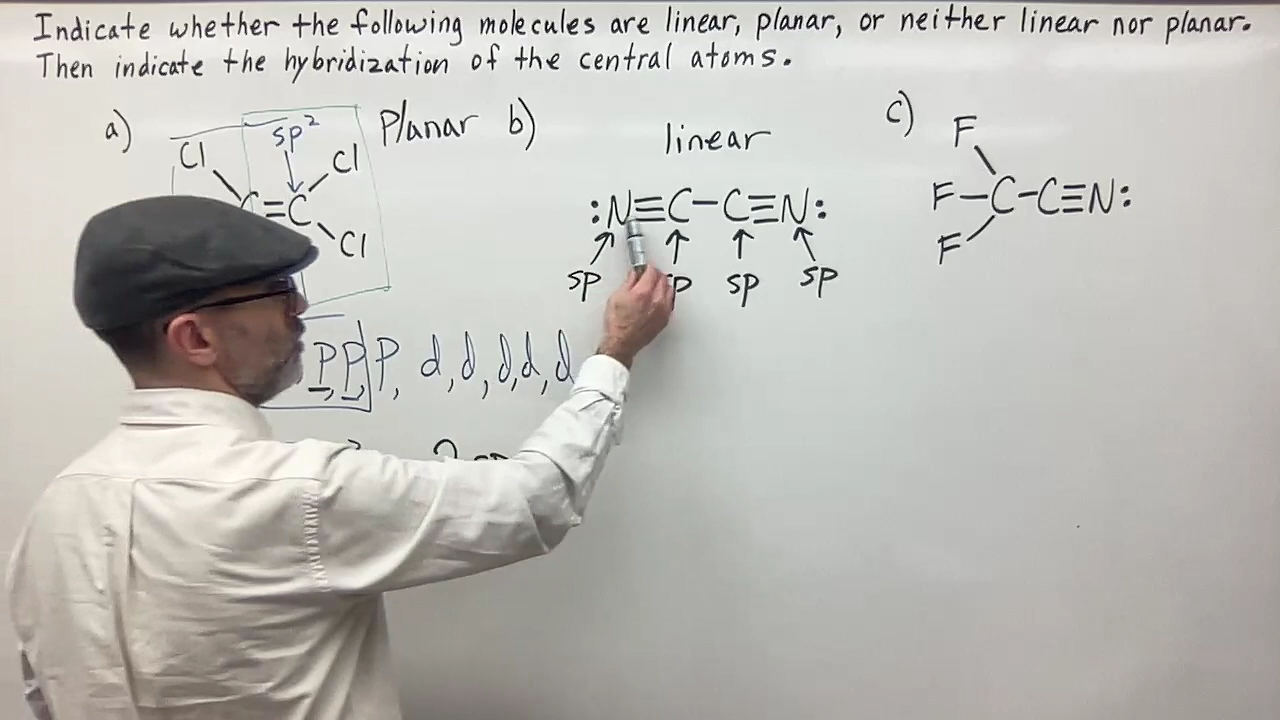 Indicate whether the following molecules are linear, planar, or neither linear nor planar.
Then indicate the hybridization of the central atoms.
a) sp² Planar
Cl Cl
C=C
Cl
b) linear
:N≡C-C≡N:
sp sp sp sp
c) F
F-C-C≡N:
F
P, P, P, d, d, d, d, d